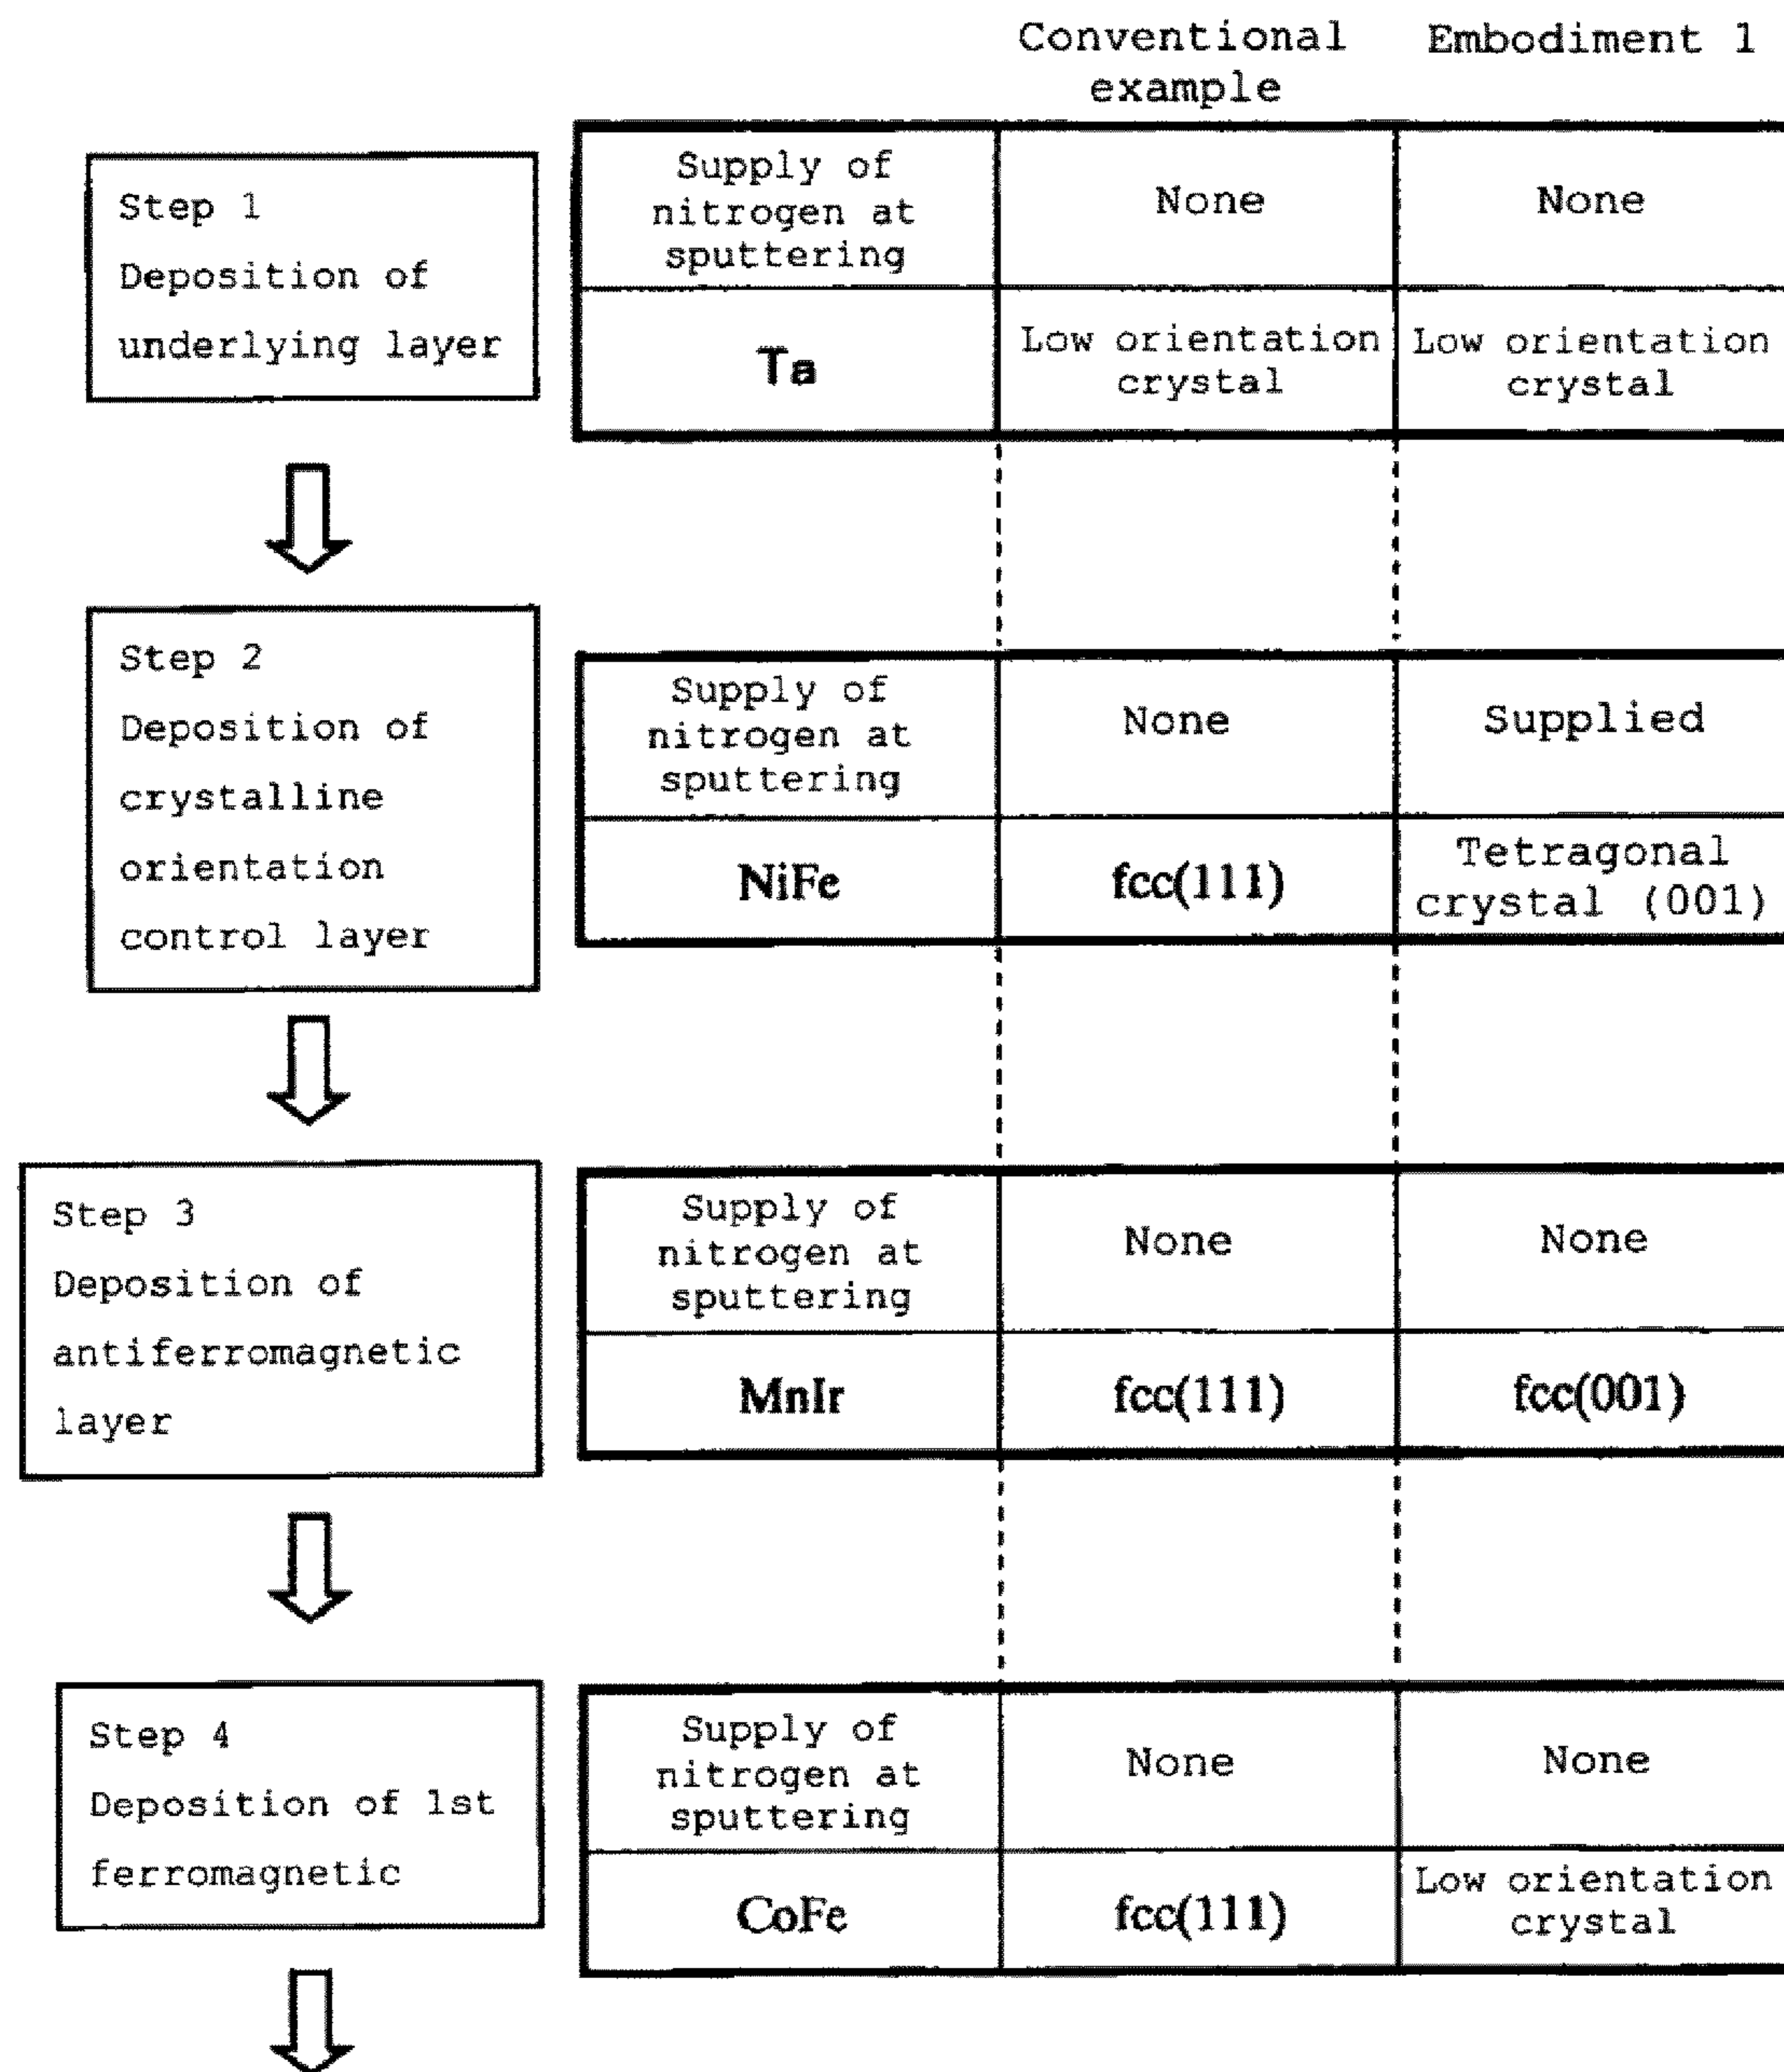 Conventional example
Embodiment 1
Step 1
Deposition of
underlying layer
Supply of
nitrogen at
sputtering
None
None
Ta
Low orientation
crystal
Low orientation
crystal
Step 2
Deposition of
crystalline
orientation
control layer
Supply of
nitrogen at
sputtering
None
Supplied
NiFe
fcc(111)
Tetragonal
crystal (001)
Step 3
Deposition of
antiferromagnetic
layer
Supply of
nitrogen at
sputtering
None
None
MnIr
fcc(111)
fcc(001)
Step 4
Deposition of 1st
ferromagnetic
Supply of
nitrogen at
sputtering
None
None
CoFe
fcc(111)
Low orientation
crystal